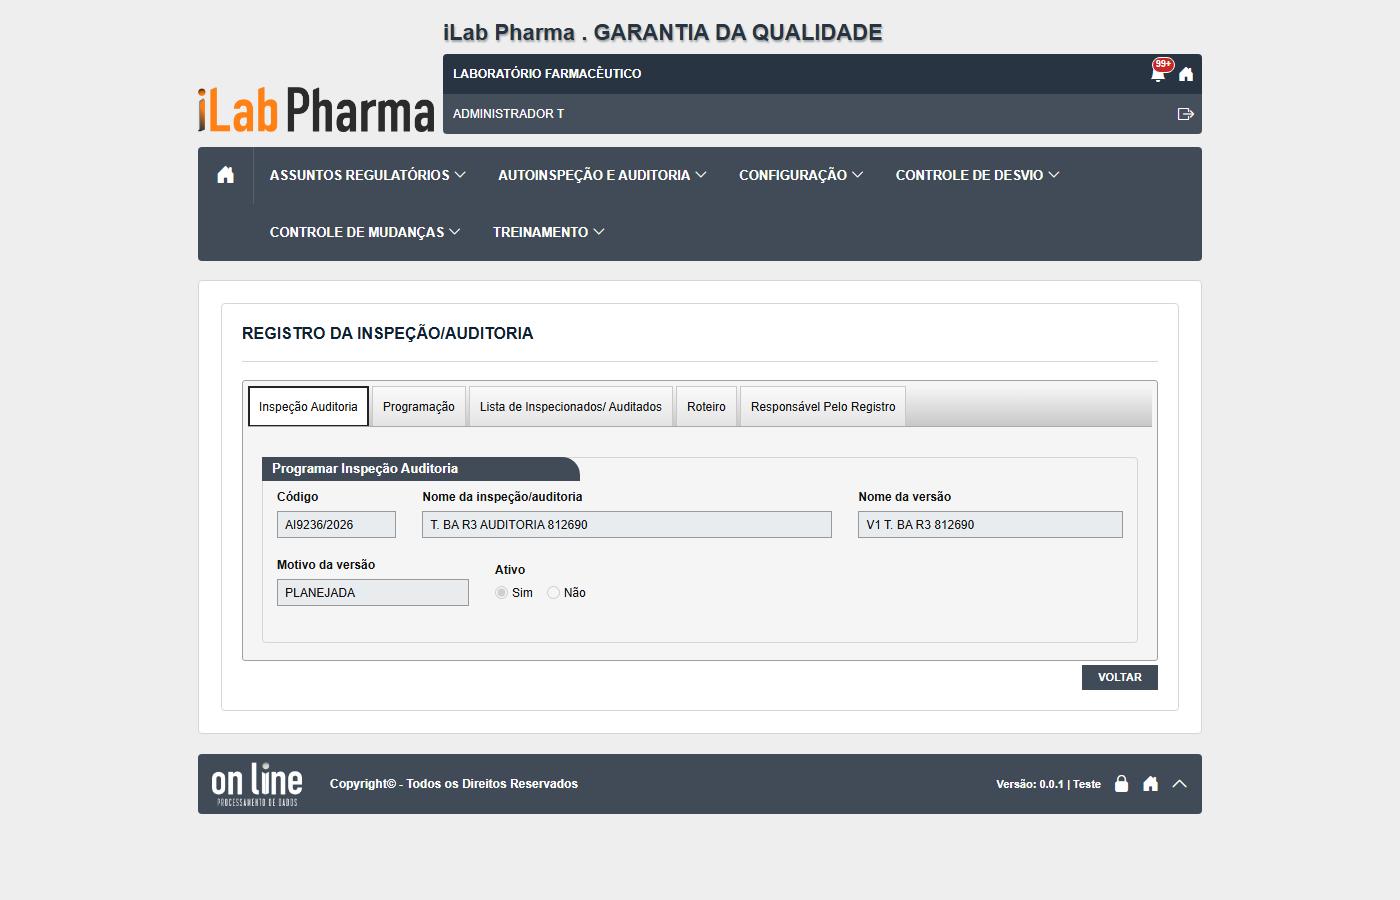 iLab Pharma . GARANTIA DA QUALIDADE
iLab Pharma
LABORATÓRIO FARMACÊUTICO
99+
ADMINISTRADOR T
ASSUNTOS REGULATÓRIOS
AUTOINSPEÇÃO E AUDITORIA
CONFIGURAÇÃO
CONTROLE DE DESVIO
CONTROLE DE MUDANÇAS
TREINAMENTO
REGISTRO DA INSPEÇÃO/AUDITORIA
Inspeção Auditoria
Programação
Lista de Inspecionados/ Auditados
Roteiro
Responsável Pelo Registro
Programar Inspeção Auditoria
Código
Nome da inspeção/auditoria
Nome da versão
AI9236/2026
T. BA R3 AUDITORIA 812690
V1 T. BA R3 812690
Motivo da versão
Ativo
PLANEJADA
Sim
Não
VOLTAR
on line
PROCESSAMENTO DE DADOS
Copyright© - Todos os Direitos Reservados
Versão: 0.0.1 | Teste